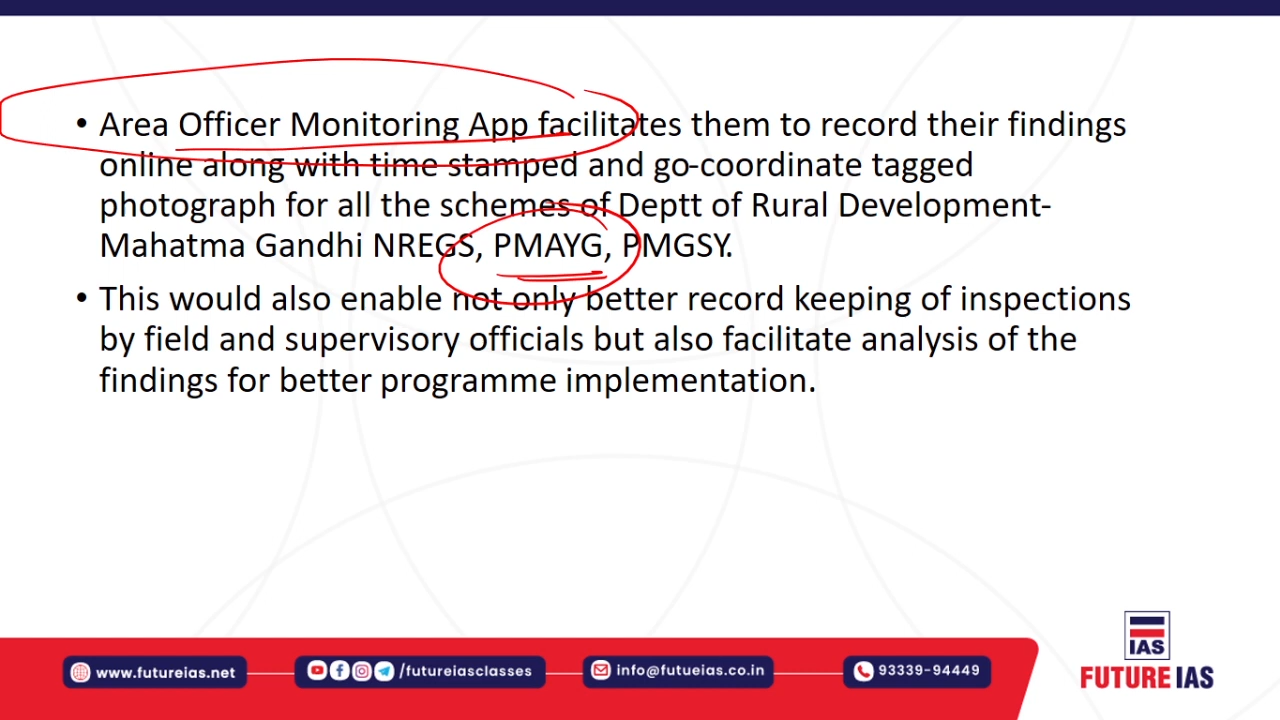 • Area Officer Monitoring App facilitates them to record their findings
online along with time stamped and go-coordinate tagged
photograph for all the schemes of Deptt of Rural Development-
Mahatma Gandhi NREGS, PMAYG, PMGSY.
• This would also enable not only better record keeping of inspections
by field and supervisory officials but also facilitate analysis of the
findings for better programme implementation.
IAS
FUTURE IAS
www.futureias.net
/futureiasclasses
info@futueias.co.in
93339-94449